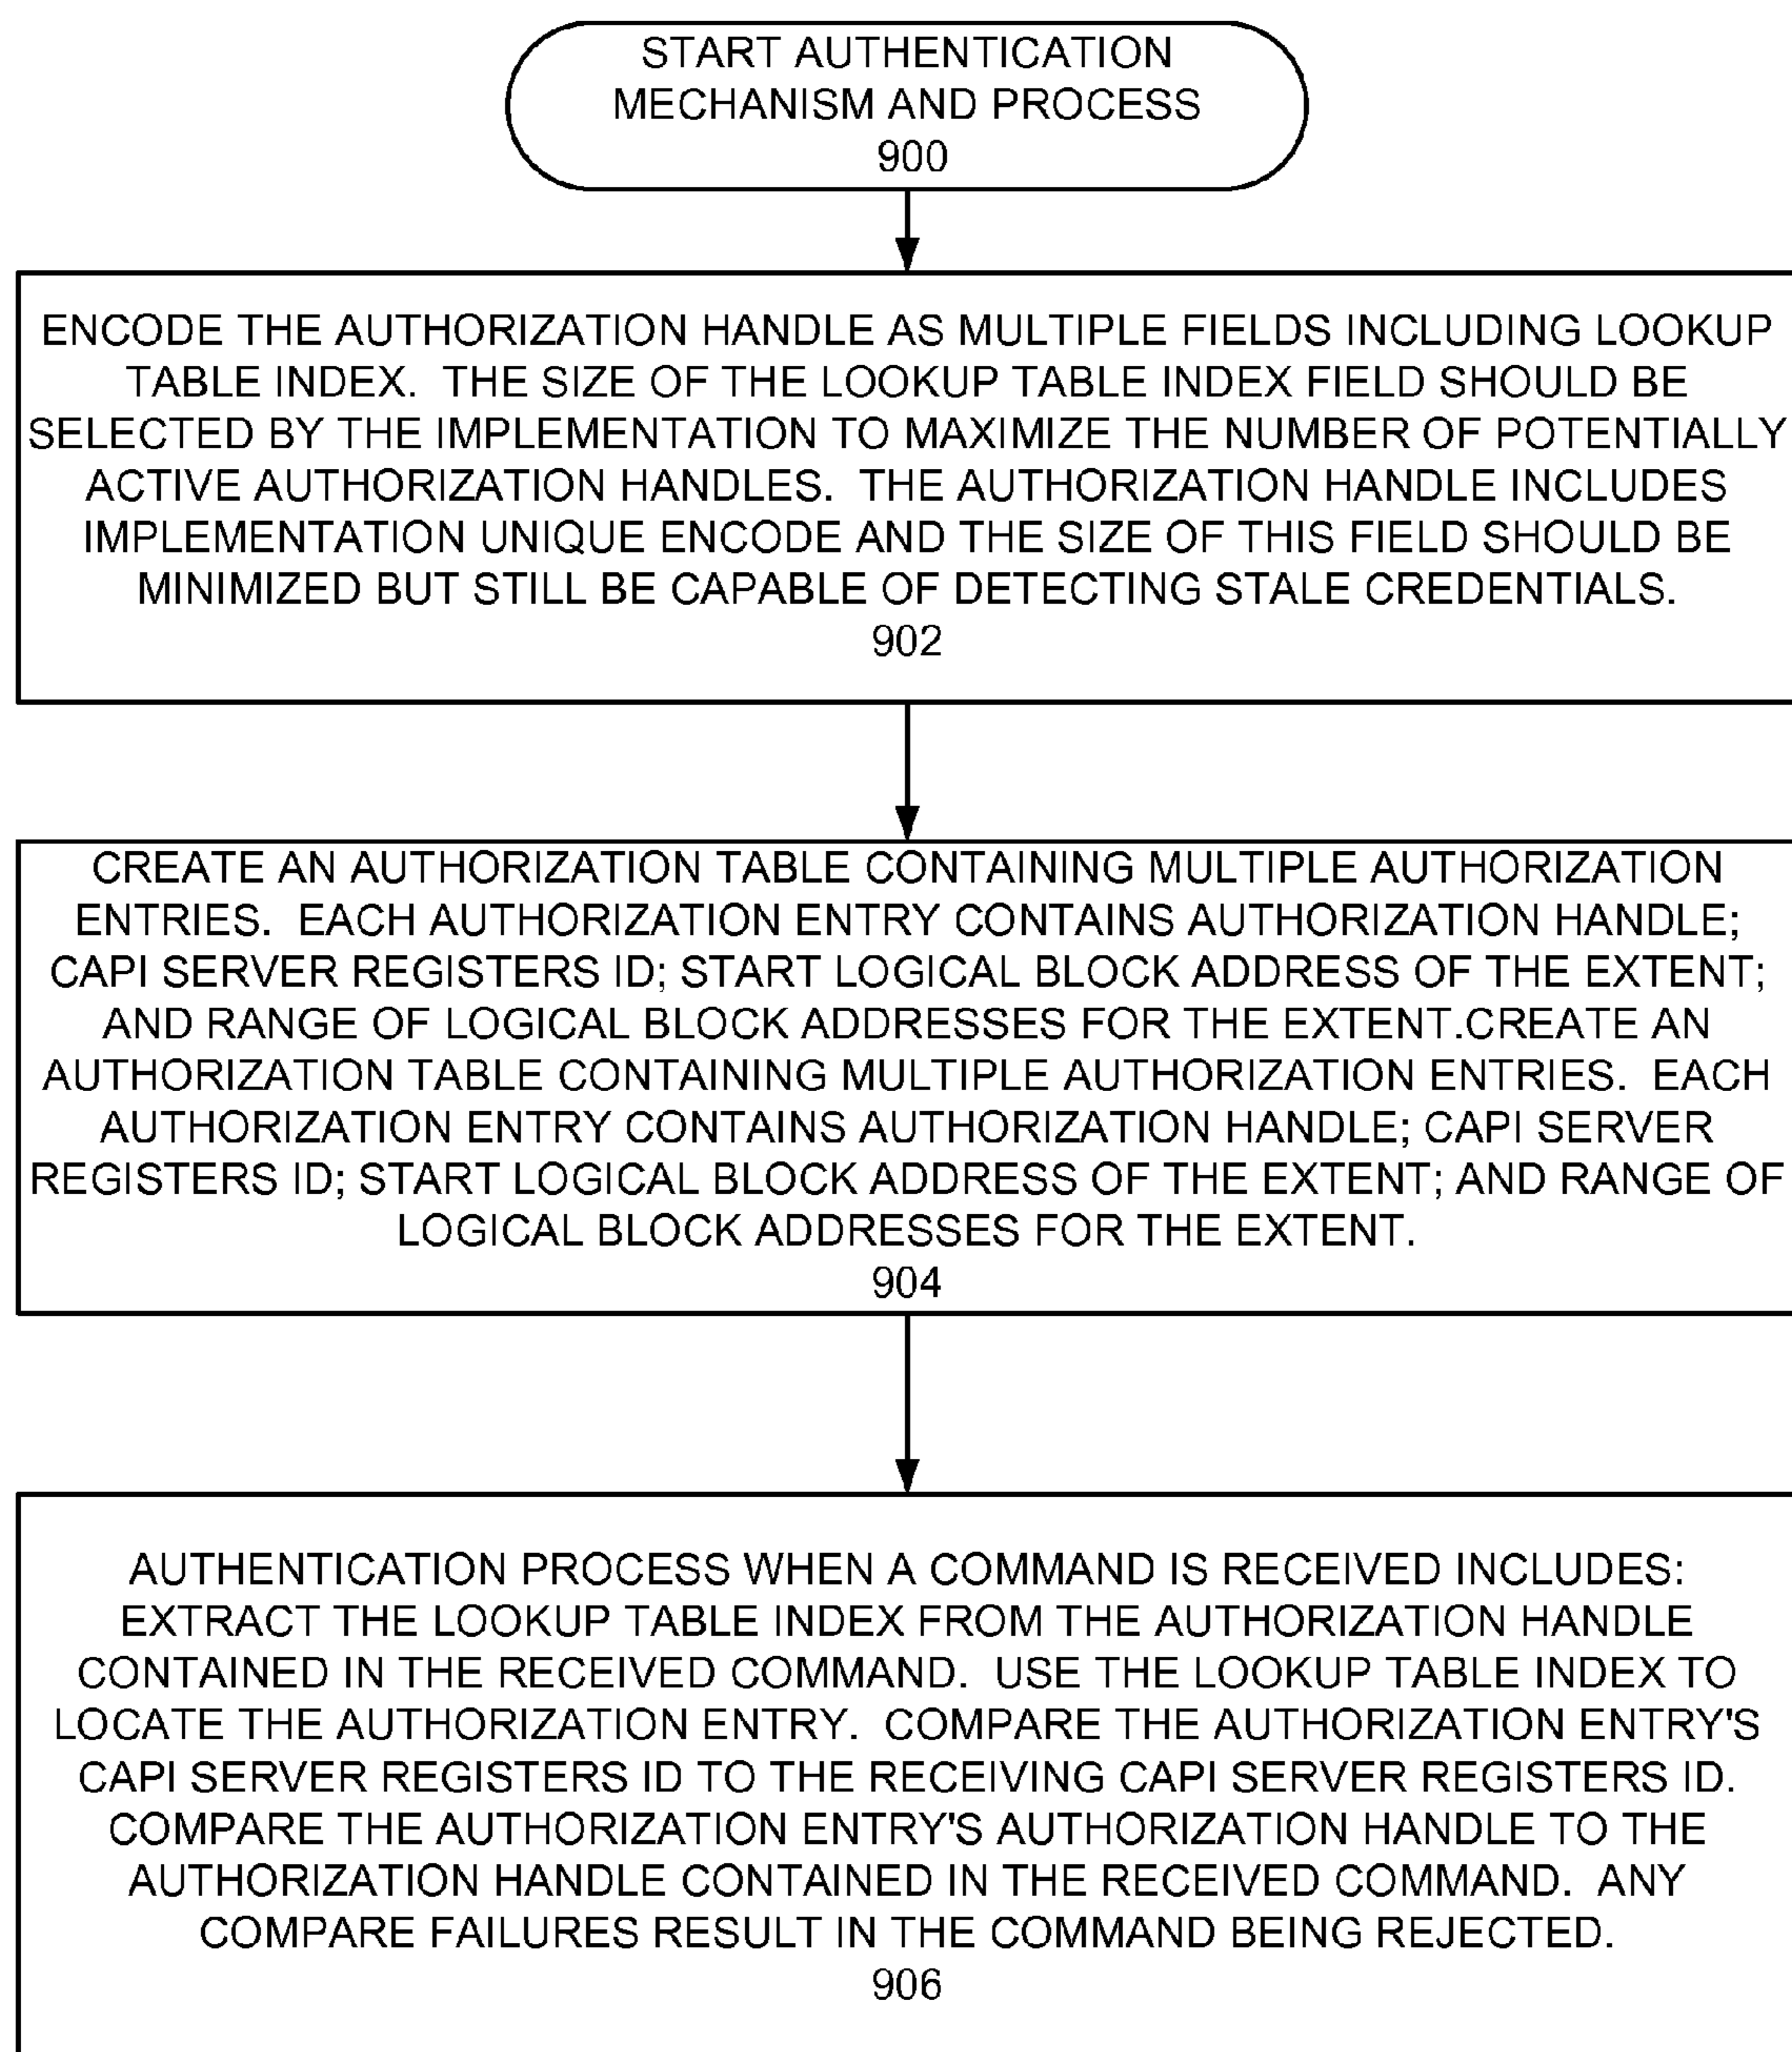 START AUTHENTICATION
MECHANISM AND PROCESS
900
ENCODE THE AUTHORIZATION HANDLE AS MULTIPLE FIELDS INCLUDING LOOKUP
TABLE INDEX.  THE SIZE OF THE LOOKUP TABLE INDEX FIELD SHOULD BE
SELECTED BY THE IMPLEMENTATION TO MAXIMIZE THE NUMBER OF POTENTIALLY
ACTIVE AUTHORIZATION HANDLES.  THE AUTHORIZATION HANDLE INCLUDES
IMPLEMENTATION UNIQUE ENCODE AND THE SIZE OF THIS FIELD SHOULD BE
MINIMIZED BUT STILL BE CAPABLE OF DETECTING STALE CREDENTIALS.
902
CREATE AN AUTHORIZATION TABLE CONTAINING MULTIPLE AUTHORIZATION
ENTRIES.  EACH AUTHORIZATION ENTRY CONTAINS AUTHORIZATION HANDLE;
CAPI SERVER REGISTERS ID; START LOGICAL BLOCK ADDRESS OF THE EXTENT;
AND RANGE OF LOGICAL BLOCK ADDRESSES FOR THE EXTENT.CREATE AN
AUTHORIZATION TABLE CONTAINING MULTIPLE AUTHORIZATION ENTRIES.  EACH
AUTHORIZATION ENTRY CONTAINS AUTHORIZATION HANDLE; CAPI SERVER
REGISTERS ID; START LOGICAL BLOCK ADDRESS OF THE EXTENT; AND RANGE OF
LOGICAL BLOCK ADDRESSES FOR THE EXTENT.
904
AUTHENTICATION PROCESS WHEN A COMMAND IS RECEIVED INCLUDES:
EXTRACT THE LOOKUP TABLE INDEX FROM THE AUTHORIZATION HANDLE
CONTAINED IN THE RECEIVED COMMAND.  USE THE LOOKUP TABLE INDEX TO
LOCATE THE AUTHORIZATION ENTRY.  COMPARE THE AUTHORIZATION ENTRY'S
CAPI SERVER REGISTERS ID TO THE RECEIVING CAPI SERVER REGISTERS ID.
COMPARE THE AUTHORIZATION ENTRY'S AUTHORIZATION HANDLE TO THE
AUTHORIZATION HANDLE CONTAINED IN THE RECEIVED COMMAND.  ANY
COMPARE FAILURES RESULT IN THE COMMAND BEING REJECTED.
906